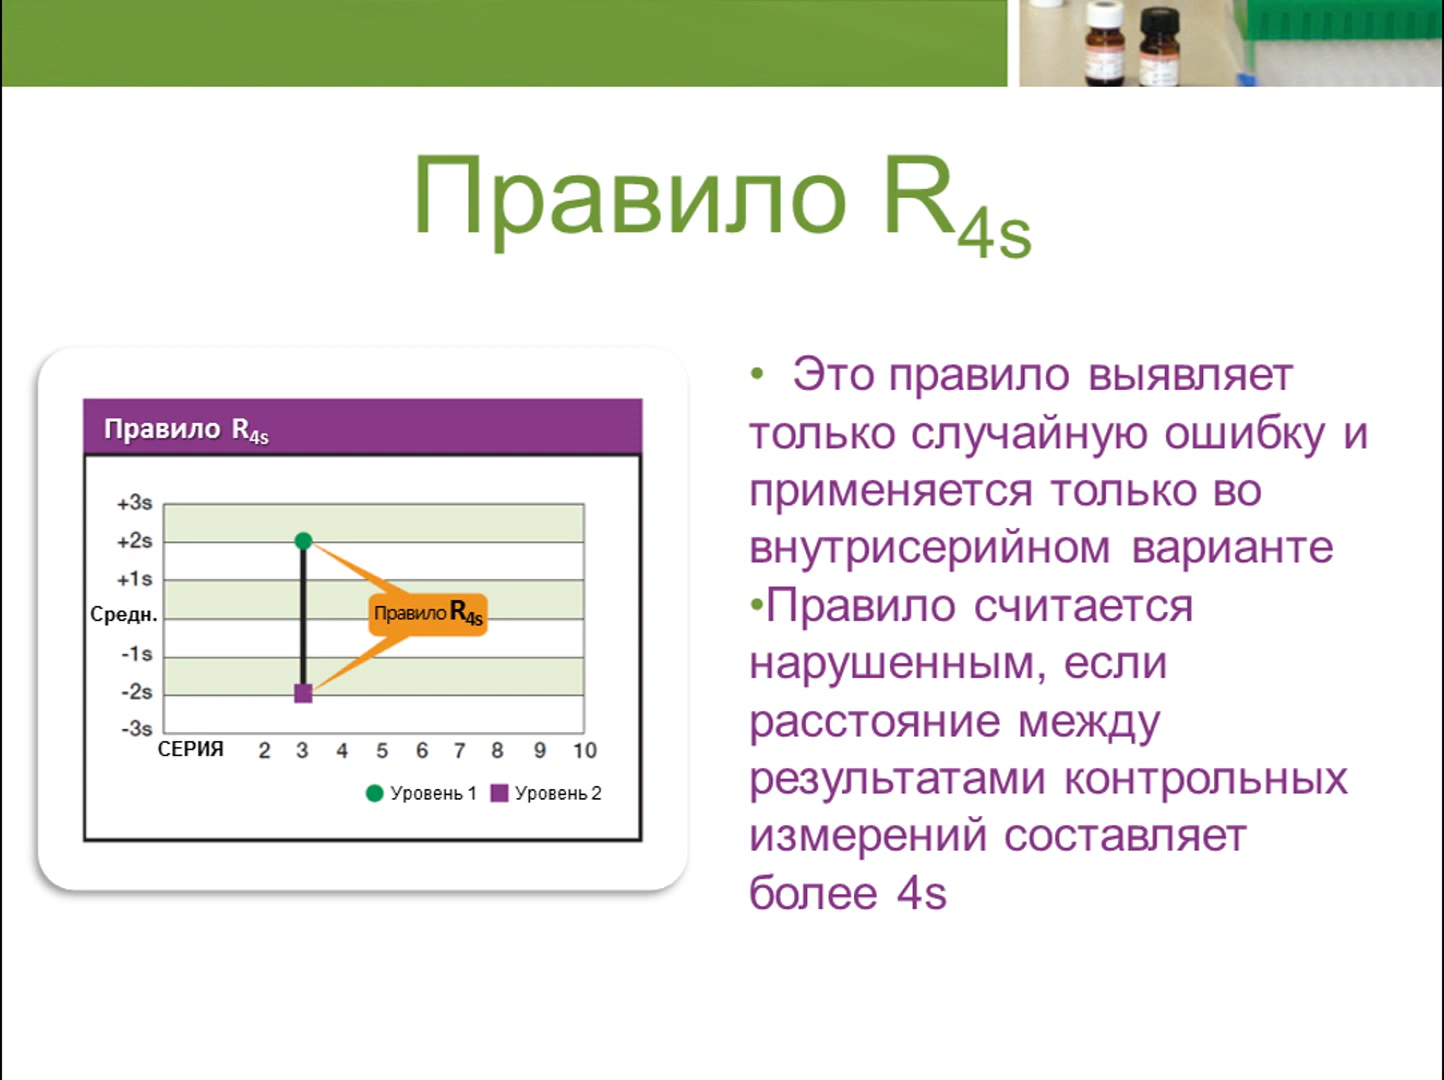 Правило R4s
Правило R4s
+3s
+2s
+1s
Средн.
-1s
-2s
-3s
Правило R4s
СЕРИЯ 2 3 4 5 6 7 8 9 10
Уровень 1 Уровень 2
• Это правило выявляет
только случайную ошибку и
применяется только во
внутрисерийном варианте
•Правило считается
нарушенным, если
расстояние между
результатами контрольных
измерений составляет
более 4s